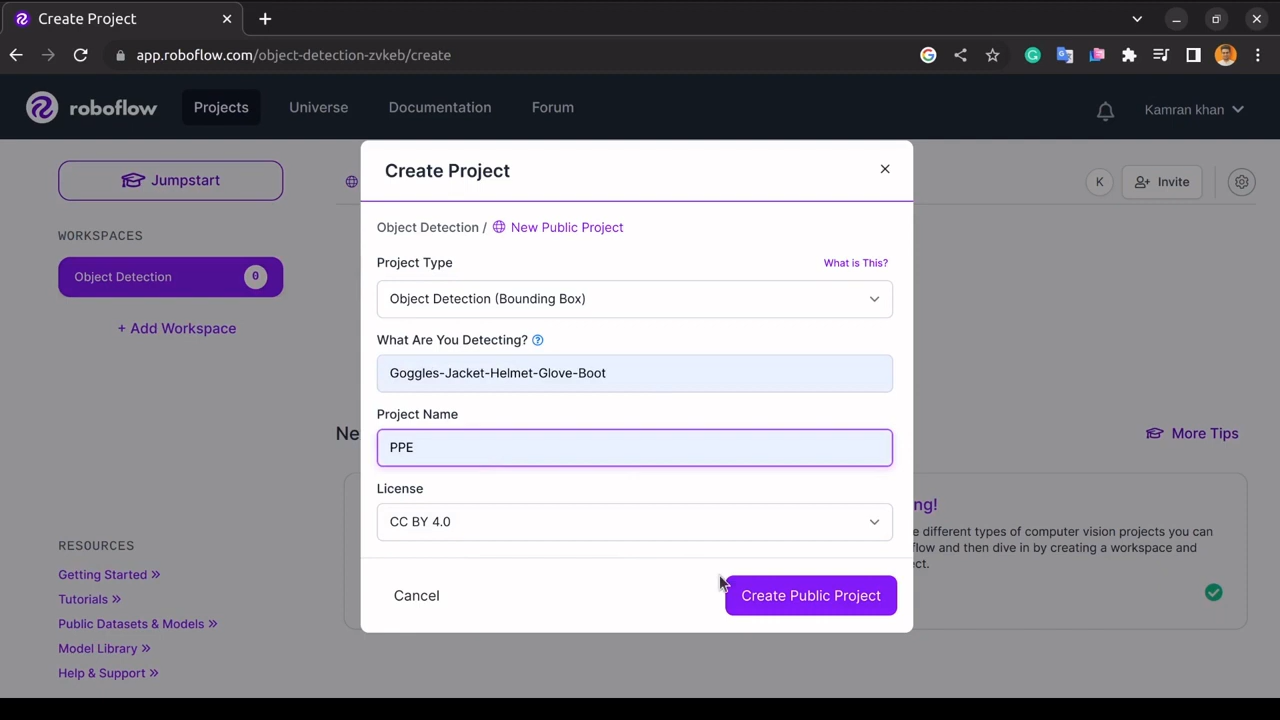 Create Project
app.roboflow.com/object-detection-zvkeb/create
roboflow
Projects
Universe
Documentation
Forum
Kamran khan
Jumpstart
K
Invite
WORKSPACES
Object Detection
0
+ Add Workspace
Create Project
Object Detection /
New Public Project
Project Type
What is This?
Object Detection (Bounding Box)
What Are You Detecting?
Goggles-Jacket-Helmet-Glove-Boot
Project Name
PPE
License
CC BY 4.0
Cancel
Create Public Project
Ne
More Tips
ng!
e different types of computer vision projects you can
flow and then dive in by creating a workspace and
ct.
RESOURCES
Getting Started »
Tutorials »
Public Datasets & Models »
Model Library »
Help & Support »